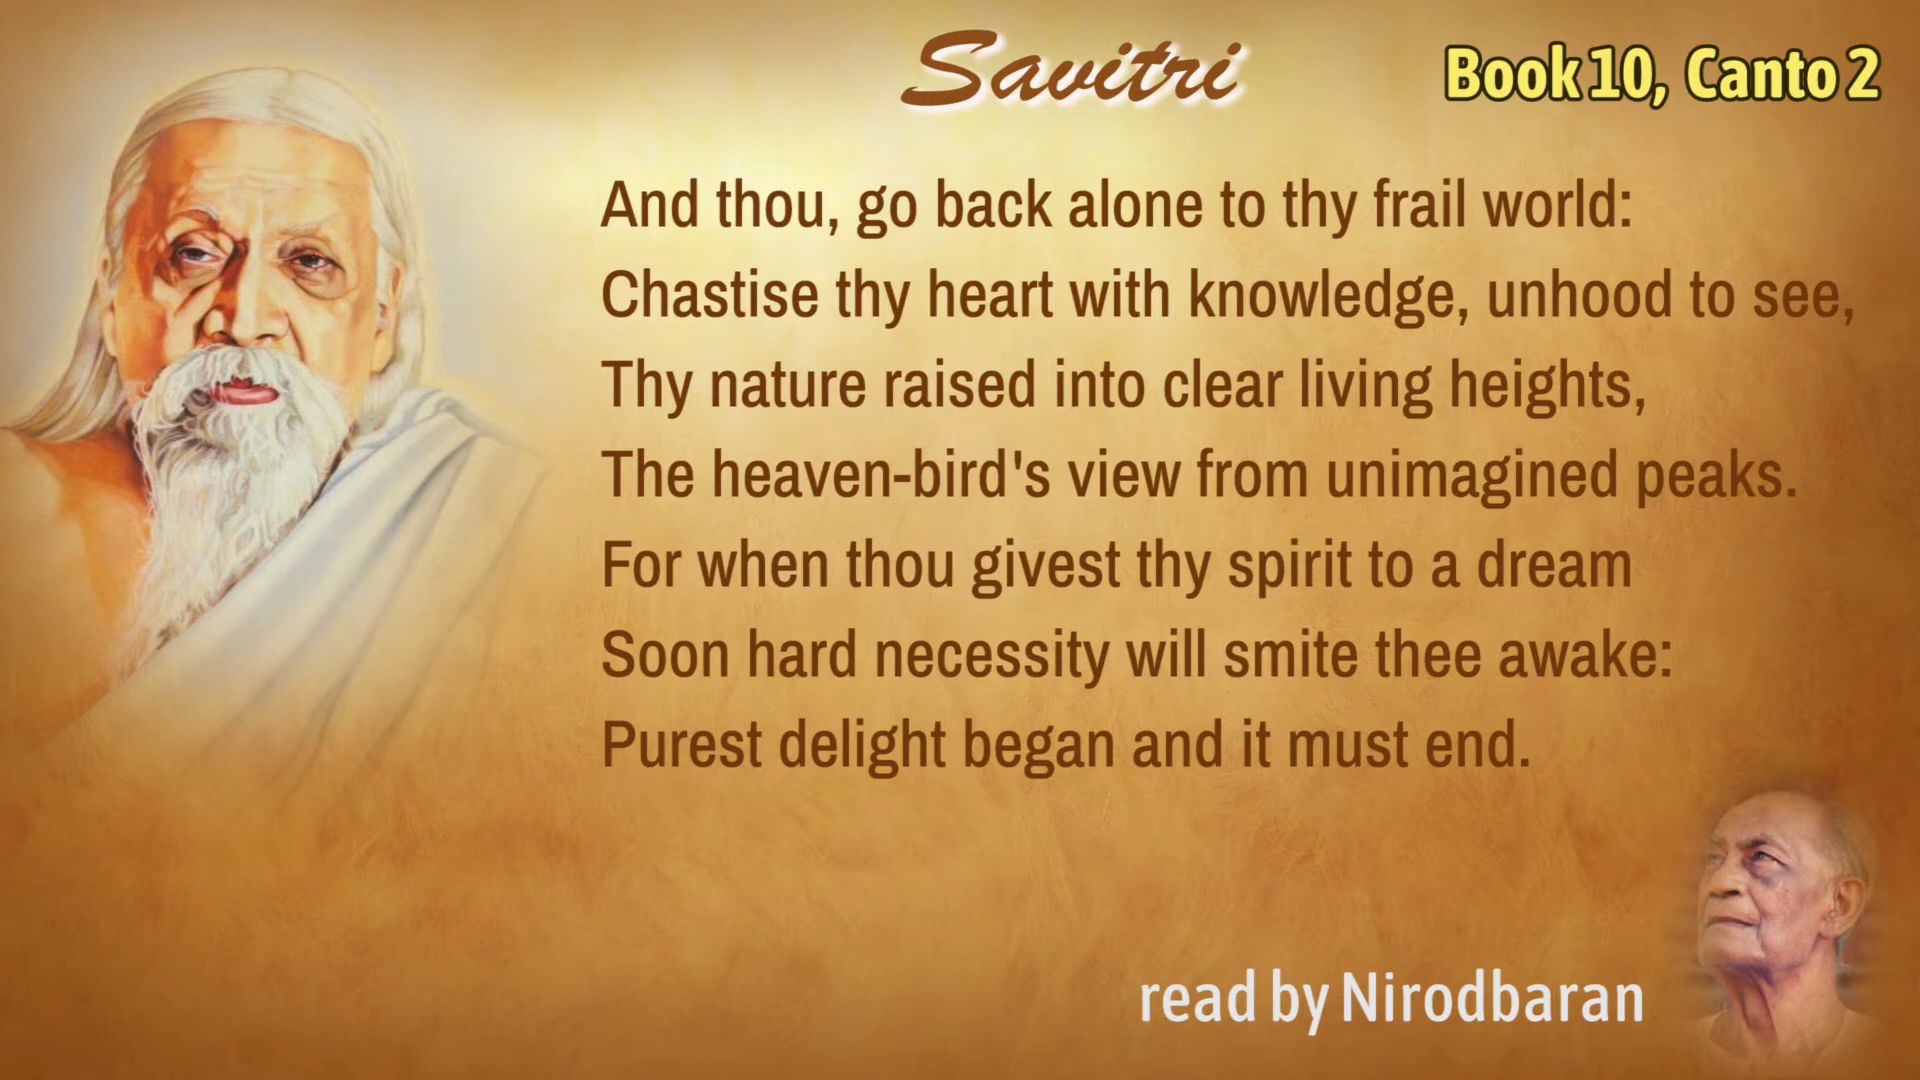 Savitri
Book 10, Canto 2
And thou, go back alone to thy frail world:
Chastise thy heart with knowledge, unhood to see,
Thy nature raised into clear living heights,
The heaven-bird's view from unimagined peaks.
For when thou givest thy spirit to a dream
Soon hard necessity will smite thee awake:
Purest delight began and it must end.
read by Nirodbaran